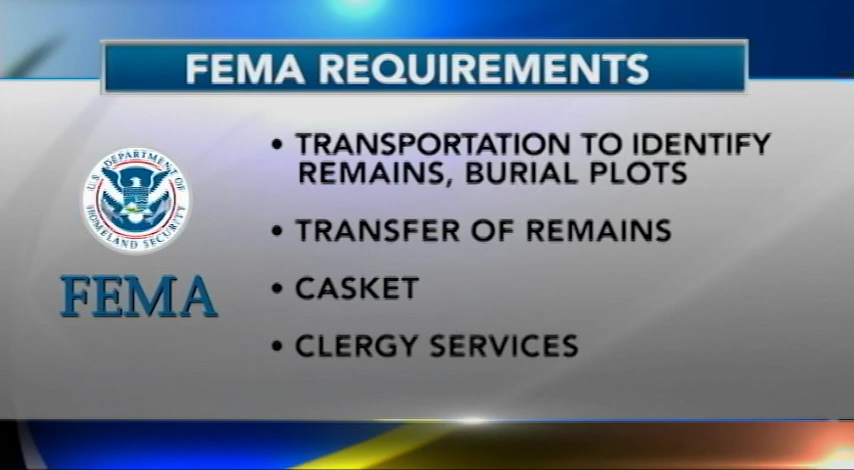 FEMA REQUIREMENTS
• TRANSPORTATION TO IDENTIFY
REMAINS, BURIAL PLOTS
• TRANSFER OF REMAINS
• CASKET
• CLERGY SERVICES
U.S. DEPARTMENT OF
HOMELAND SECURITY
FEMA